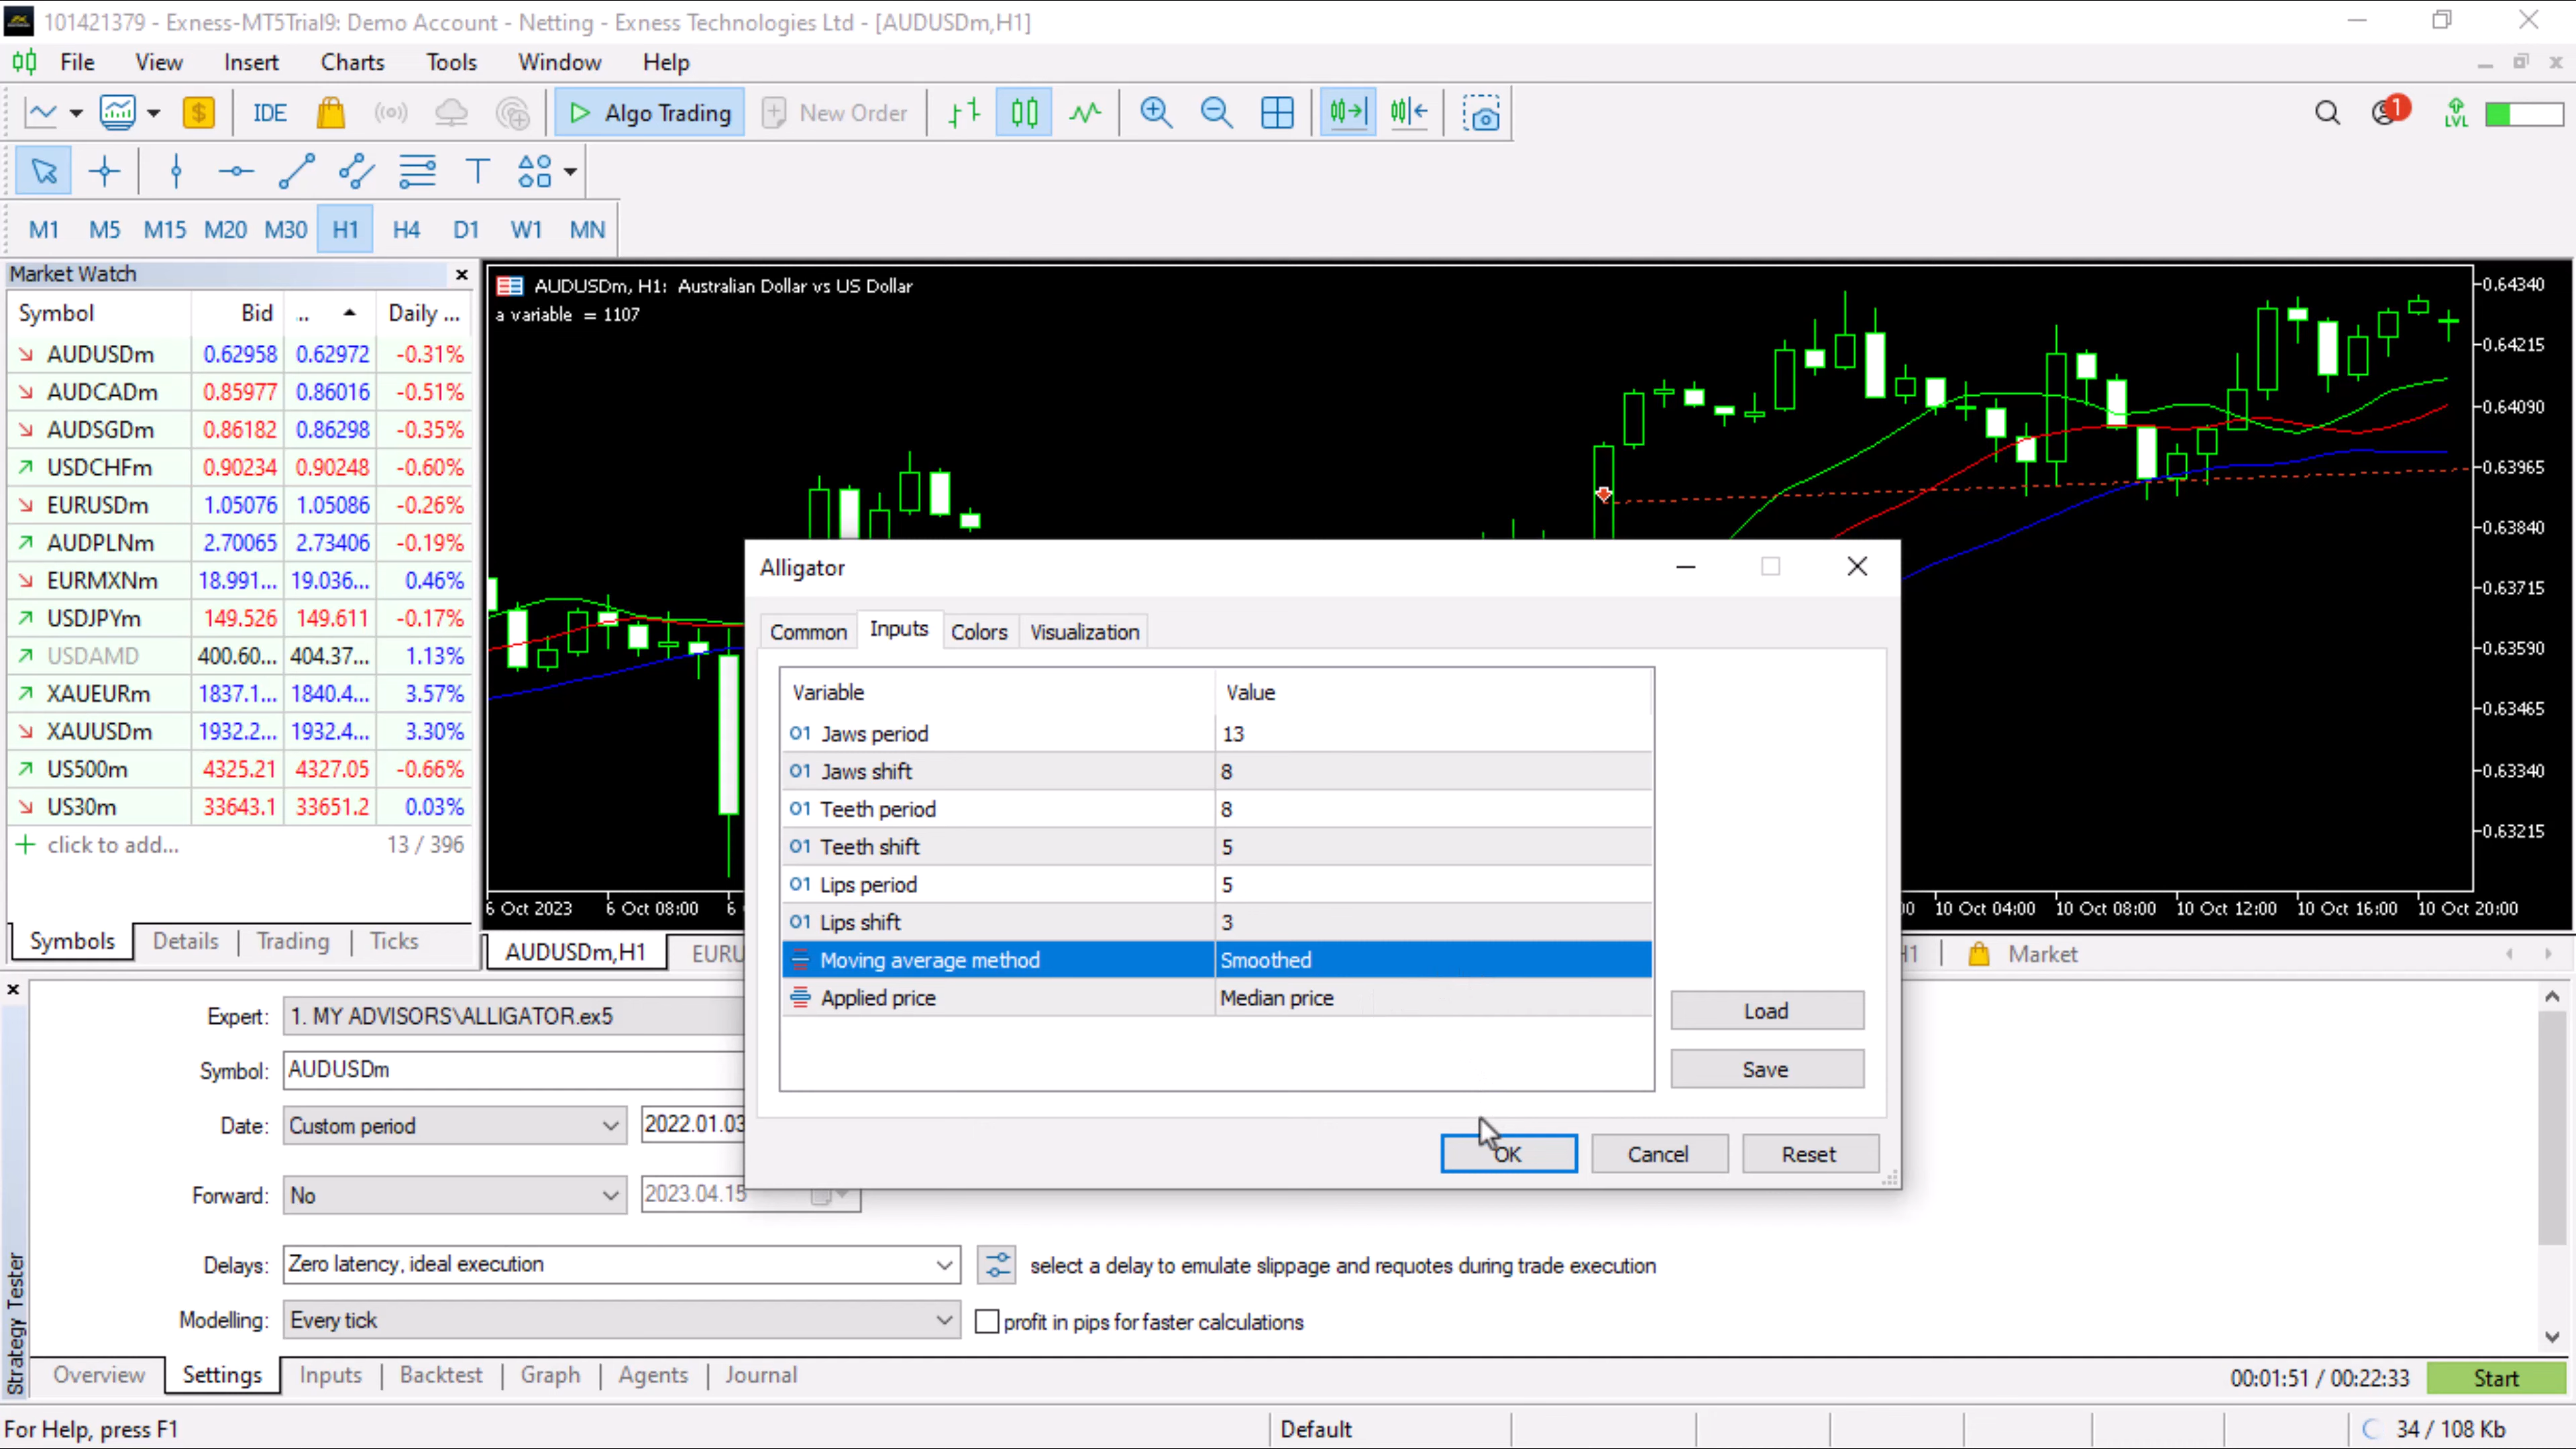 101421379 - Exness-MT5Trial9: Demo Account - Netting - Exness Technologies Ltd - [AUDUSDm,H1]
File View Insert Charts Tools Window Help
IDE Algo Trading New Order 1 LVL
M1 M5 M15 M20 M30 H1 H4 D1 W1 MN
Market Watch
Symbol Bid .. Daily ...
AUDUSDm 0.62958 0.62972 -0.31%
AUDCADm 0.85977 0.86016 -0.51%
AUDSGDm 0.86182 0.86298 -0.35%
USDCHFm 0.90234 0.90248 -0.60%
EURUSDm 1.05076 1.05086 -0.26%
AUDPLNm 2.70065 2.73406 -0.19%
EURMXNm 18.991... 19.036... 0.46%
USDJPYm 149.526 149.611 -0.17%
USDAMD 400.60... 404.37... 1.13%
XAUEURm 1837.1... 1840.4... 3.57%
XAUUSDm 1932.2... 1932.4... 3.30%
US500m 4325.21 4327.05 -0.66%
US30m 33643.1 33651.2 0.03%
click to add... 13 / 396
Symbols Details Trading Ticks
AUDUSDm, H1: Australian Dollar vs US Dollar
a variable = 1107
0.64340
0.64215
0.64090
0.63965
0.63840
0.63715
0.63590
0.63465
0.63340
0.63215
6 Oct 2023 6 Oct 08:00 6 00 10 Oct 04:00 10 Oct 08:00 10 Oct 12:00 10 Oct 16:00 10 Oct 20:00
AUDUSDm,H1 EURU H1 Market
Alligator
Common Inputs Colors Visualization
Variable Value
01 Jaws period 13
01 Jaws shift 8
01 Teeth period 8
01 Teeth shift 5
01 Lips period 5
01 Lips shift 3
Moving average method Smoothed
Applied price Median price
Load
Save
OK Cancel Reset
Strategy Tester
Expert: 1. MY ADVISORS\ALLIGATOR.ex5
Symbol: AUDUSDm
Date: Custom period 2022.01.03
Forward: No 2023.04.15
Delays: Zero latency, ideal execution select a delay to emulate slippage and requotes during trade execution
Modelling: Every tick profit in pips for faster calculations
Overview Settings Inputs Backtest Graph Agents Journal 00:01:51 / 00:22:33 Start
For Help, press F1 Default 34 / 108 Kb